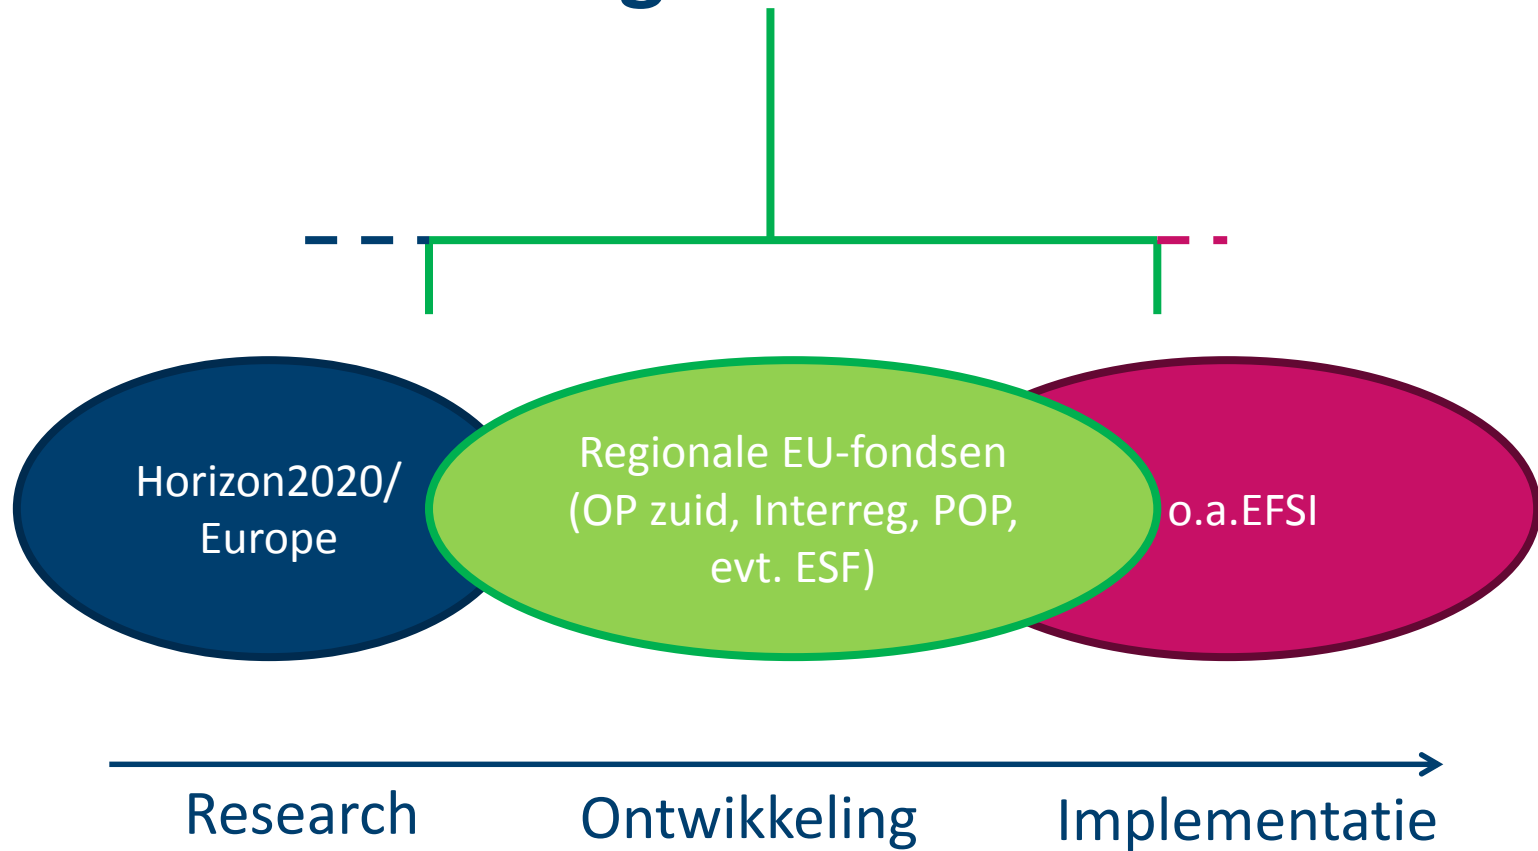 Horizon2020/
Europe
Regionale EU-fondsen
(OP zuid, Interreg, POP,
evt. ESF)
o.a.EFSI
Research
Ontwikkeling
Implementatie